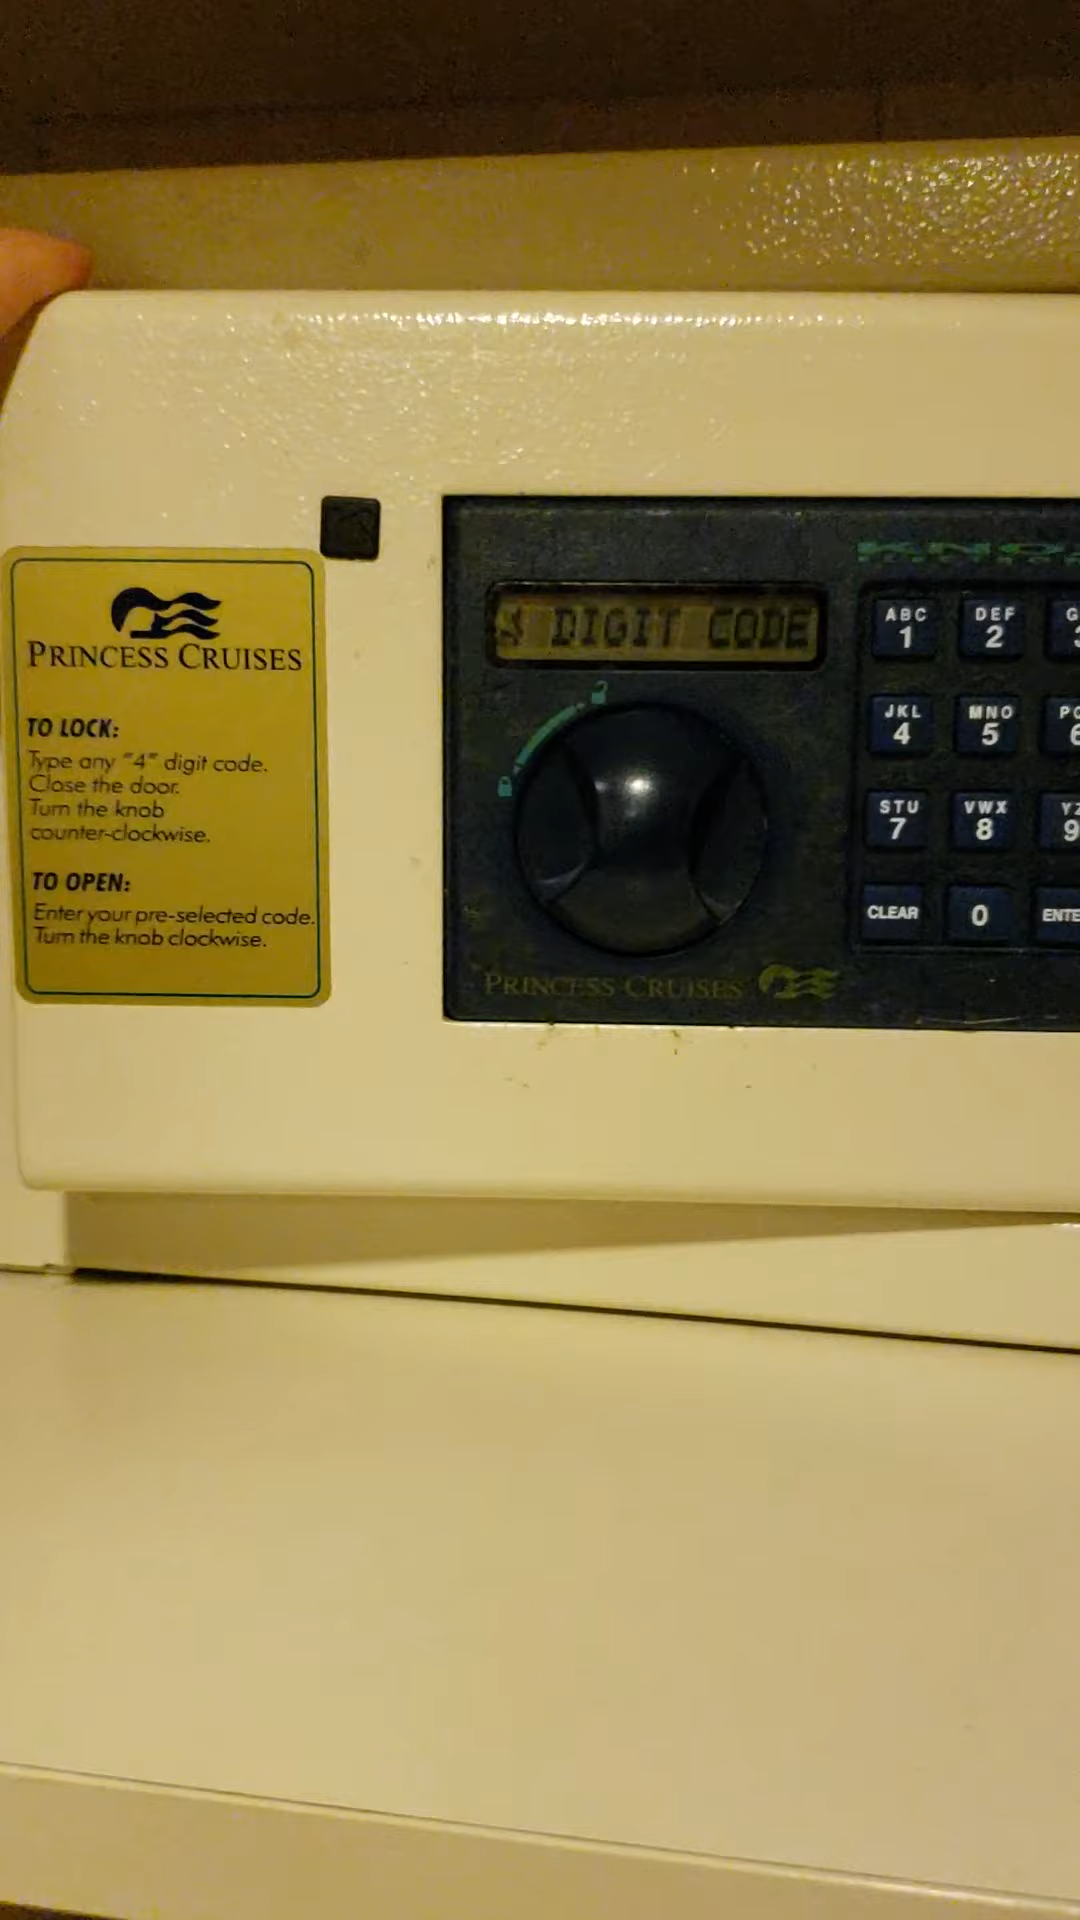 PRINCESS CRUISES
TO LOCK:
Type any "4" digit code.
Close the door.
Turn the knob
counter-clockwise.
TO OPEN:
Enter your pre-selected code.
Turn the knob clockwise.
DIGIT CODE
PRINCESS CRUISES
ABC DEF
1 2
JKL MNO
4 5
STU VWX
7 8 9
CLEAR 0